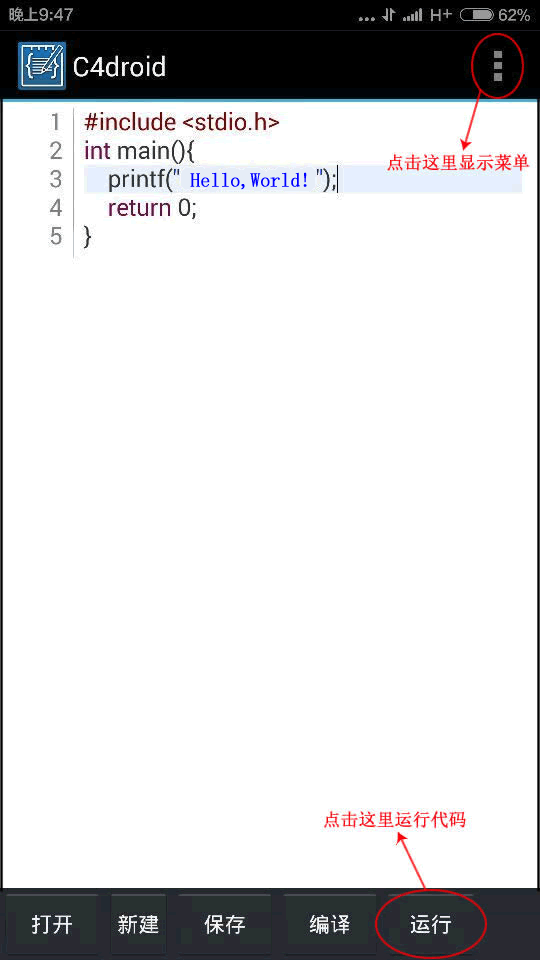 晚上9:47 ... H+ 62%
C4droid
点击这里显示菜单
1 #include <stdio.h>
2 int main(){
3 printf(" Hello,World! ");
4 return 0;
5 }
点击这里运行代码
打开 新建 保存 编译 运行